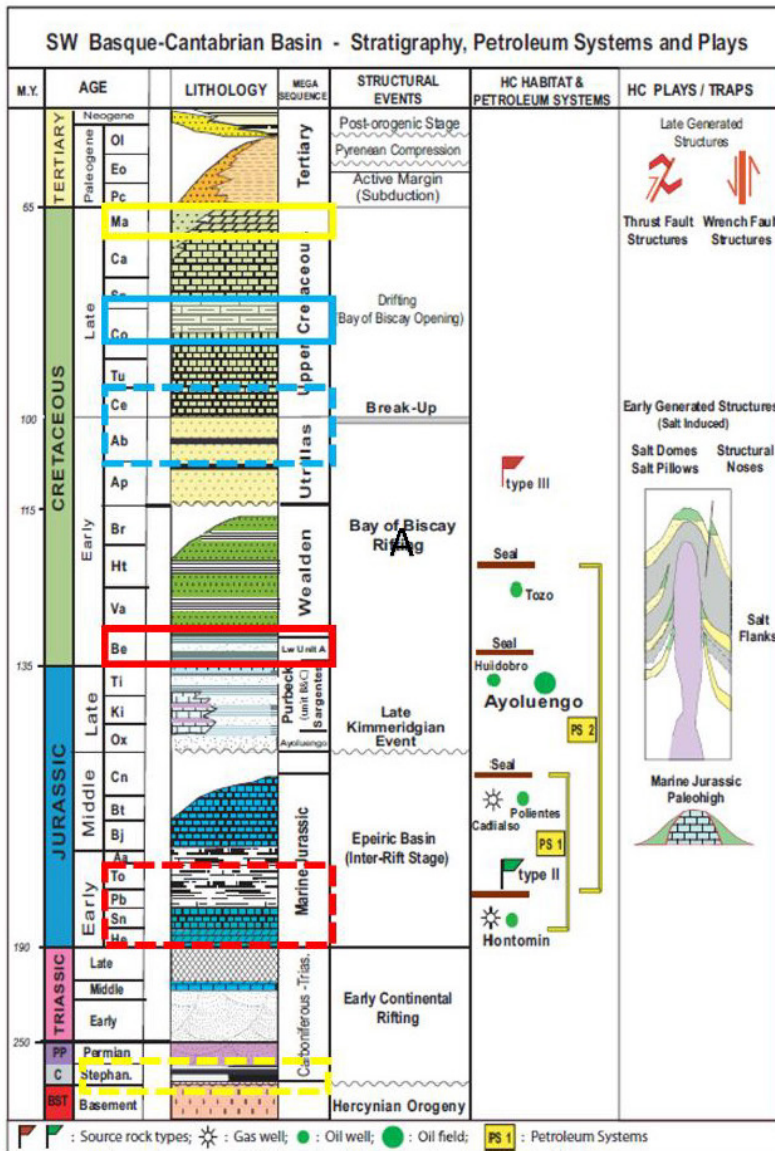 SW Basque-Cantabrian Basin - Stratigraphy, Petroleum Systems and Plays
M.Y.
AGE
LITHOLOGY
MEGA
SEQUENCE
STRUCTURAL
EVENTS
HC HABITAT &
PETROLEUM SYSTEMS
HC PLAYS / TRAPS
TERTIARY
Neogene
Paleogene
Ol
Eo
Pc
Tertiary
Post-orogenic Stage
Pyrenean Compression
Active Margin
(Subduction)
Late Generated
Structures
Thrust Fault
Structures
Wrench Fault
Structures
65
CRETACEOUS
Late
Ma
Ca
Co
Tu
Ce
Upper Cretaceous
Drifting
(Bay of Biscay Opening)
Break-Up
100
Early
Ab
Ap
Utrillas
115
Br
Ht
Va
Be
Wealden
Lw Unit A
Bay of Biscay
Rifting
A
type III
Seal
Tozo
Seal
Huidobro
Ayoluengo
PS 2
Early Generated Structures
(Salt Induced)
Salt Domes
Salt Pillows
Structural
Noses
Salt
Flanks
135
JURASSIC
Late
Ti
Ki
Ox
Purbeck
(unit B&C)
Sargentes
Ayoluengo
Late
Kimmeridgian
Event
Middle
Cn
Bt
Bj
Early
Aa
To
Pb
Sn
He
Marine Jurassic
Epeiric Basin
(Inter-Rift Stage)
Seal
Cadialso
Polientes
PS 1
type II
Hontomin
Marine Jurassic
Paleohigh
190
TRIASSIC
Late
Middle
Early
Carboniferous -Trias.
Early Continental
Rifting
250
PP
Permian
C
Stephan.
BST
Basement
Hercynian Orogeny
: Source rock types; : Gas well; : Oil well; : Oil field; PS 1 : Petroleum Systems